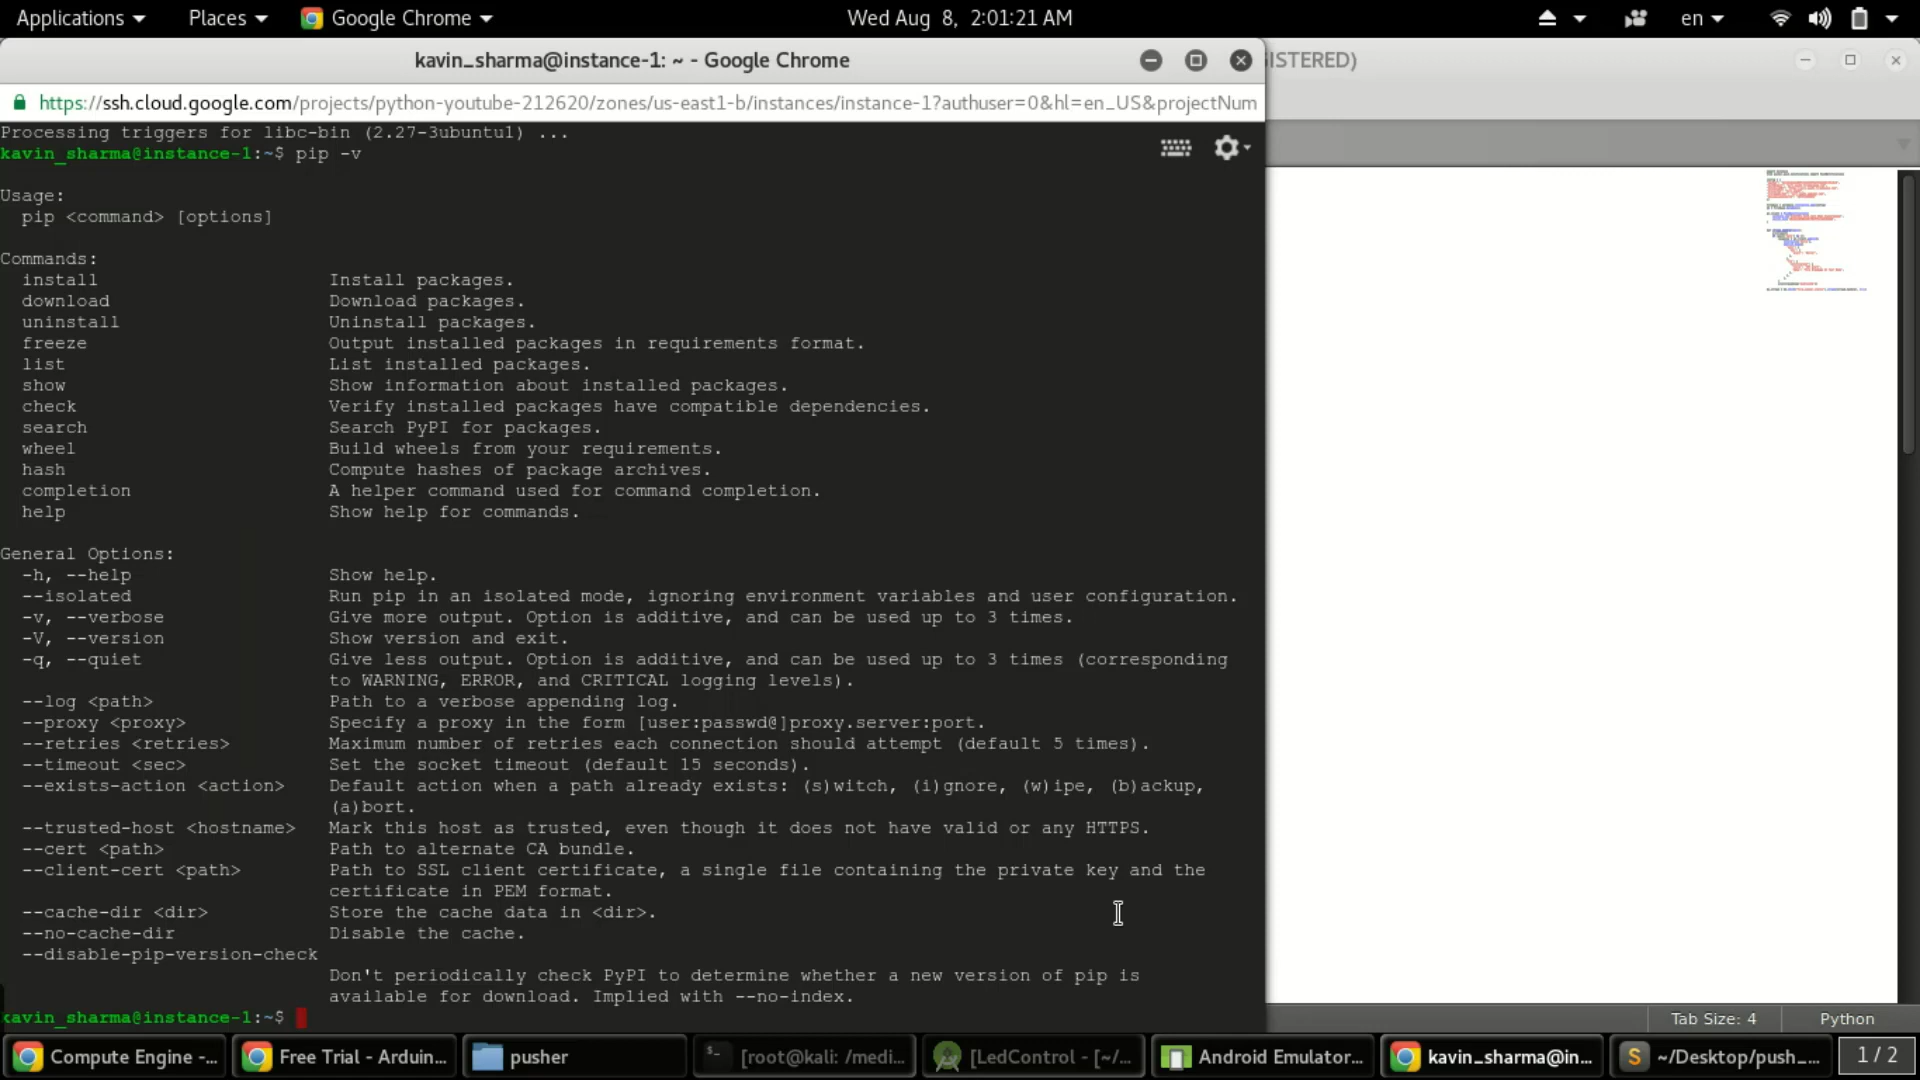 Applications Places Google Chrome Wed Aug 8, 2:01:21 AM en
kavin_sharma@instance-1: ~ - Google Chrome
ISTERED)
https://ssh.cloud.google.com/projects/python-youtube-212620/zones/us-east1-b/instances/instance-1?authuser=0&hl=en_US&projectNum
Processing triggers for libc-bin (2.27-3ubuntu1) ...
kavin_sharma@instance-1:~$ pip -v
Usage:
pip <command> [options]
Commands:
install Install packages.
download Download packages.
uninstall Uninstall packages.
freeze Output installed packages in requirements format.
list List installed packages.
show Show information about installed packages.
check Verify installed packages have compatible dependencies.
search Search PyPI for packages.
wheel Build wheels from your requirements.
hash Compute hashes of package archives.
completion A helper command used for command completion.
help Show help for commands.
General Options:
-h, --help Show help.
--isolated Run pip in an isolated mode, ignoring environment variables and user configuration.
-v, --verbose Give more output. Option is additive, and can be used up to 3 times.
-V, --version Show version and exit.
-q, --quiet Give less output. Option is additive, and can be used up to 3 times (corresponding
to WARNING, ERROR, and CRITICAL logging levels).
--log <path> Path to a verbose appending log.
--proxy <proxy> Specify a proxy in the form [user:passwd@]proxy.server:port.
--retries <retries> Maximum number of retries each connection should attempt (default 5 times).
--timeout <sec> Set the socket timeout (default 15 seconds).
--exists-action <action> Default action when a path already exists: (s)witch, (i)gnore, (w)ipe, (b)ackup,
(a)bort.
--trusted-host <hostname> Mark this host as trusted, even though it does not have valid or any HTTPS.
--cert <path> Path to alternate CA bundle.
--client-cert <path> Path to SSL client certificate, a single file containing the private key and the
certificate in PEM format.
--cache-dir <dir> Store the cache data in <dir>.
--no-cache-dir Disable the cache.
--disable-pip-version-check
Don't periodically check PyPI to determine whether a new version of pip is
available for download. Implied with --no-index.
kavin_sharma@instance-1:~$
Tab Size: 4 Python
Compute Engine -... Free Trial - Arduin... pusher [root@kali: /medi... [LedControl - [~/... Android Emulator... kavin_sharma@in... ~/Desktop/push_... 1 / 2